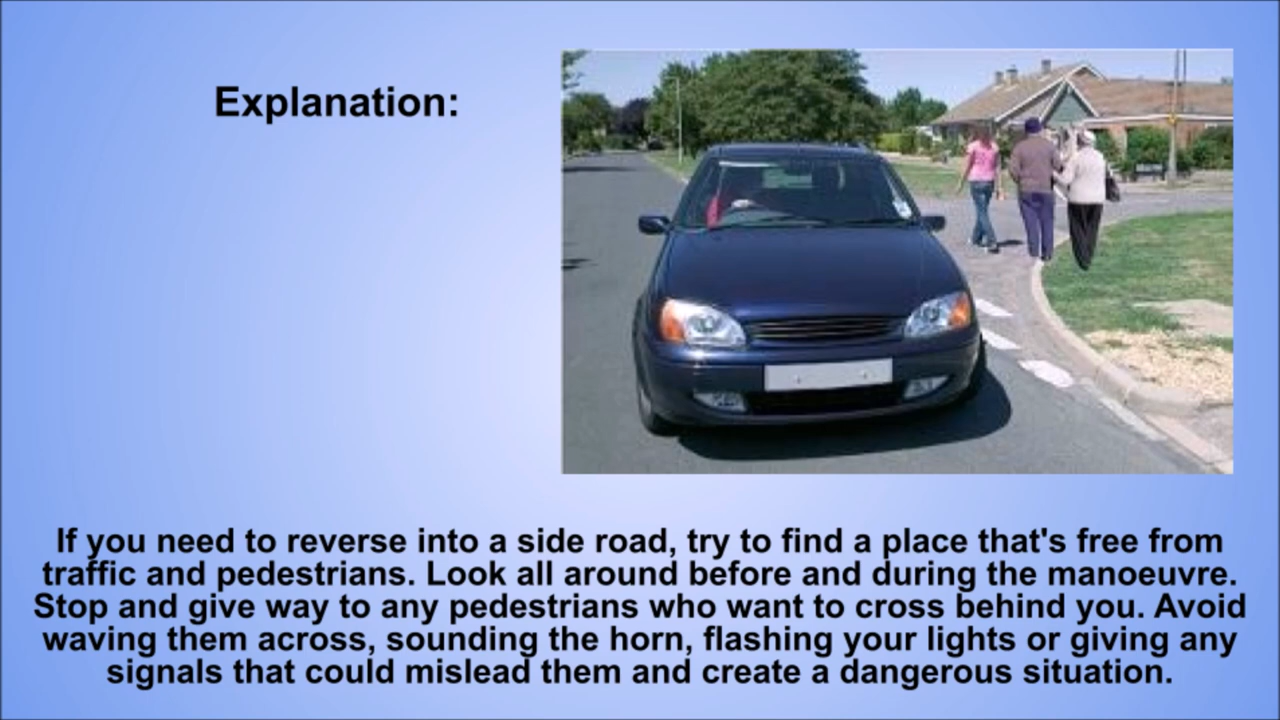 Explanation:
If you need to reverse into a side road, try to find a place that's free from
traffic and pedestrians. Look all around before and during the manoeuvre.
Stop and give way to any pedestrians who want to cross behind you. Avoid
waving them across, sounding the horn, flashing your lights or giving any
signals that could mislead them and create a dangerous situation.